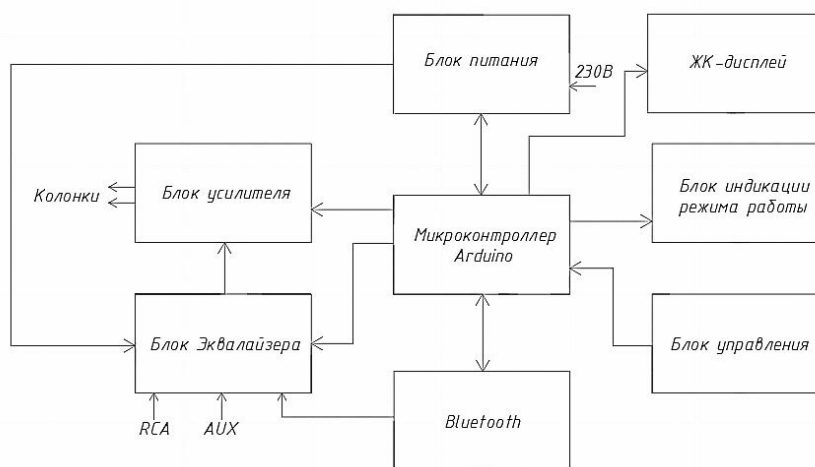 Блок питания
230В
ЖК-дисплей
Колонки
Блок усилителя
Микроконтроллер
Arduino
Блок индикации
режима работы
Блок Эквалайзера
Блок управления
RCA
AUX
Bluetooth